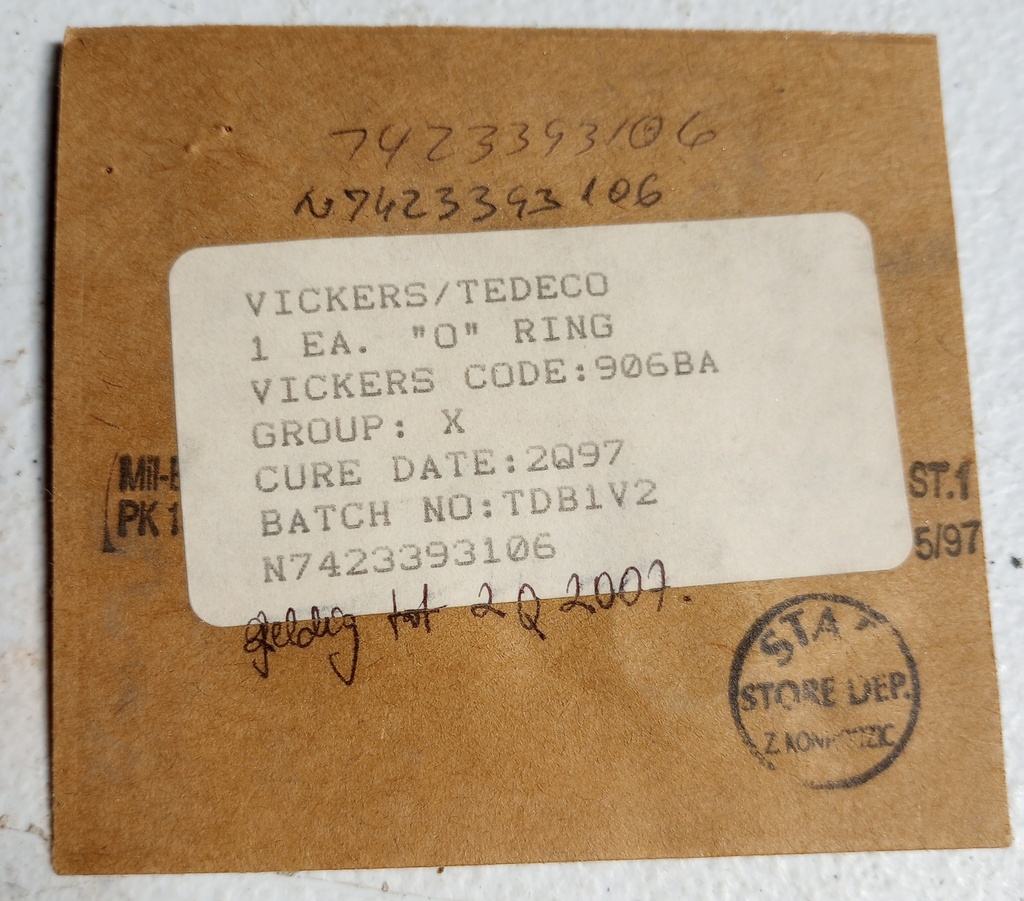 7423393106
N7423393106
VICKERS/TEDECO
1 EA. "O" RING
VICKERS CODE:906BA
GROUP: X
CURE DATE:2Q97
BATCH NO:TDB1V2
N7423393106
geldig tot 2Q 2007.
Mil-
PK 1
ST.1
5/97
STORE DEP.